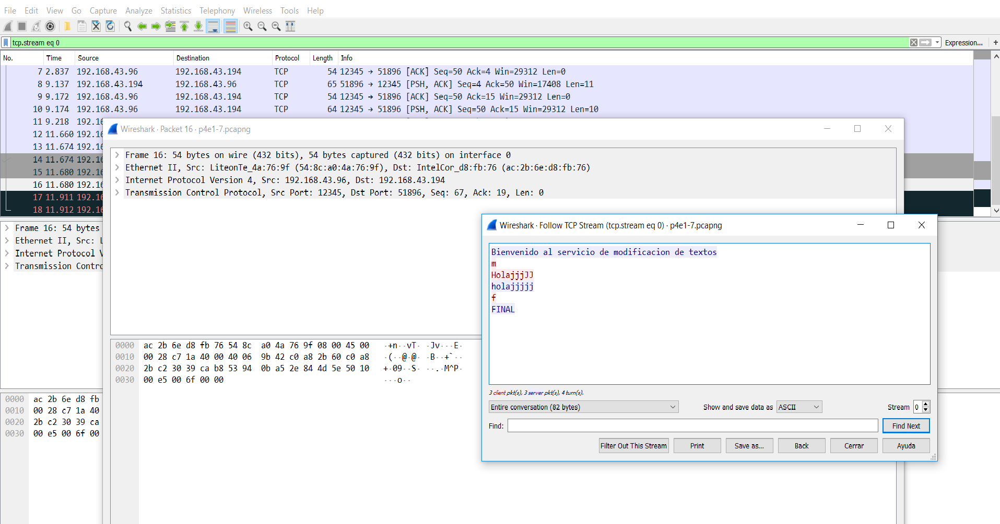 File Edit View Go Capture Analyze Statistics Telephony Wireless Tools Help
tcp.stream eq 0 Expression... +
No. Time Source Destination Protocol Length Info
7 2.837 192.168.43.96 192.168.43.194 TCP 54 12345 → 51896 [ACK] Seq=50 Ack=4 Win=29312 Len=0
8 9.137 192.168.43.194 192.168.43.96 TCP 65 51896 → 12345 [PSH, ACK] Seq=4 Ack=50 Win=17408 Len=11
9 9.172 192.168.43.96 192.168.43.194 TCP 54 12345 → 51896 [ACK] Seq=50 Ack=15 Win=29312 Len=0
10 9.174 192.168.43.96 192.168.43.194 TCP 64 12345 → 51896 [PSH, ACK] Seq=50 Ack=15 Win=29312 Len=10
11 9.218 192.16
12 11.660 192.16
13 11.674 192.16
14 11.674 192.16
15 11.680 192.16
16 11.680 192.16
17 11.911 192.16
18 11.912 192.16
Frame 16: 54 bytes
Ethernet II, Src: L
Internet Protocol V
Transmission Contro
0000 ac 2b 6e d8 fb
0010 00 28 c7 1a 40
0020 2b c2 30 39 ca
0030 00 e5 00 6f 00
Wireshark · Packet 16 · p4e1-7.pcapng
Frame 16: 54 bytes on wire (432 bits), 54 bytes captured (432 bits) on interface 0
Ethernet II, Src: LiteonTe_4a:76:9f (54:8c:a0:4a:76:9f), Dst: IntelCor_d8:fb:76 (ac:2b:6e:d8:fb:76)
Internet Protocol Version 4, Src: 192.168.43.96, Dst: 192.168.43.194
Transmission Control Protocol, Src Port: 12345, Dst Port: 51896, Seq: 67, Ack: 19, Len: 0
0000 ac 2b 6e d8 fb 76 54 8c a0 4a 76 9f 08 00 45 00 ·+n··vT· ·Jv···E·
0010 00 28 c7 1a 40 00 40 06 9b 42 c0 a8 2b 60 c0 a8 ·(··@·@· ·B··+`··
0020 2b c2 30 39 ca b8 53 94 0b a5 2e 84 4d 5e 50 10 +·09··S· ··.·M^P·
0030 00 e5 00 6f 00 00 ···o··
Wireshark · Follow TCP Stream (tcp.stream eq 0) · p4e1-7.pcapng
Bienvenido al servicio de modificacion de textos
m
HolajjjJJ
holajjjjj
f
FINAL
3 client pkt(s), 3 server pkt(s), 4 turn(s).
Entire conversation (82 bytes) Show and save data as ASCII Stream 0
Find: Find Next
Filter Out This Stream Print Save as... Back Cerrar Ayuda